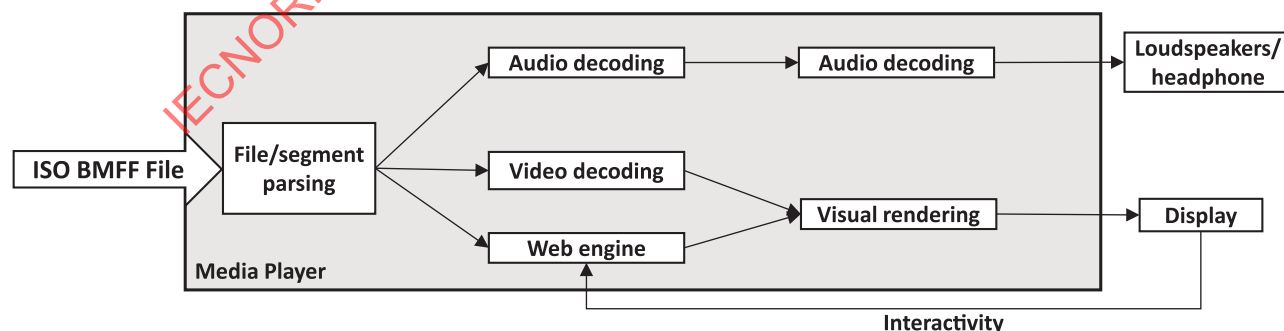 IECNOR
Audio decoding
Audio decoding
Loudspeakers/
headphone
ISO BMFF File
File/segment
parsing
Video decoding
Visual rendering
Display
Web engine
Media Player
Interactivity